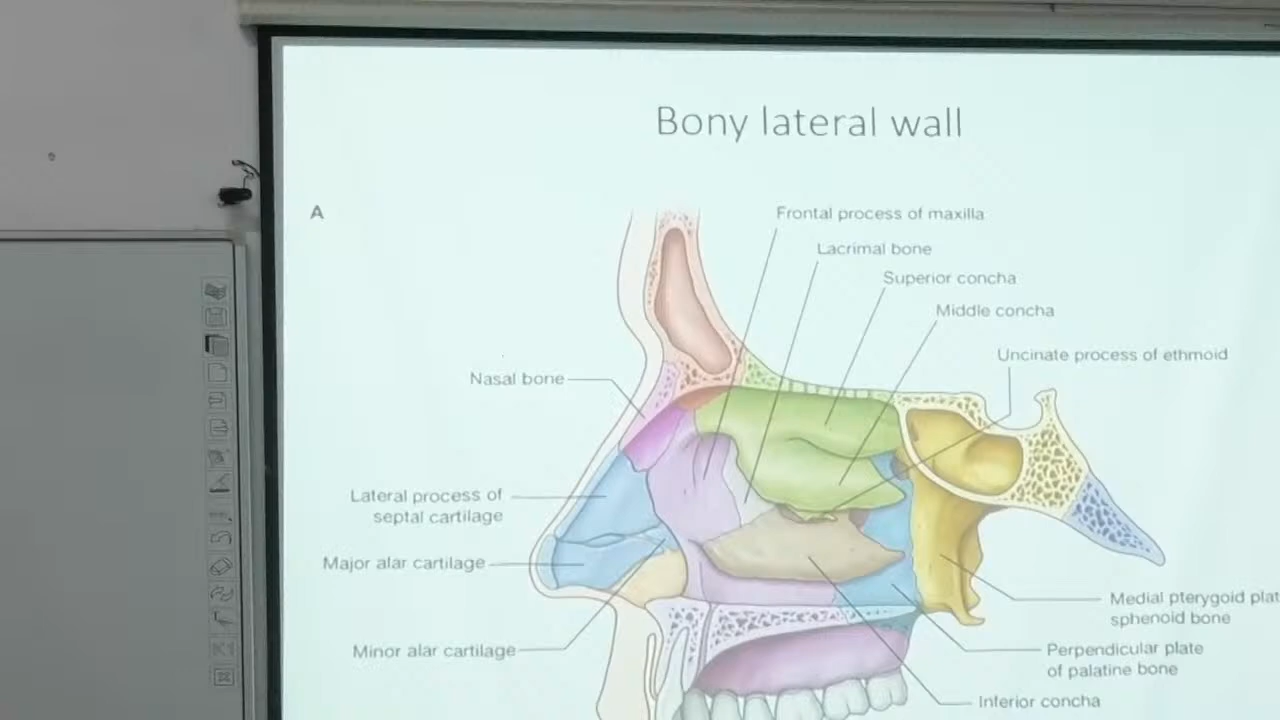 Bony lateral wall
A
Frontal process of maxilla
Lacrimal bone
Superior concha
Middle concha
Uncinate process of ethmoid
Nasal bone
Lateral process of
septal cartilage
Major alar cartilage
Minor alar cartilage
Medial pterygoid plat
sphenoid bone
Perpendicular plate
of palatine bone
Inferior concha